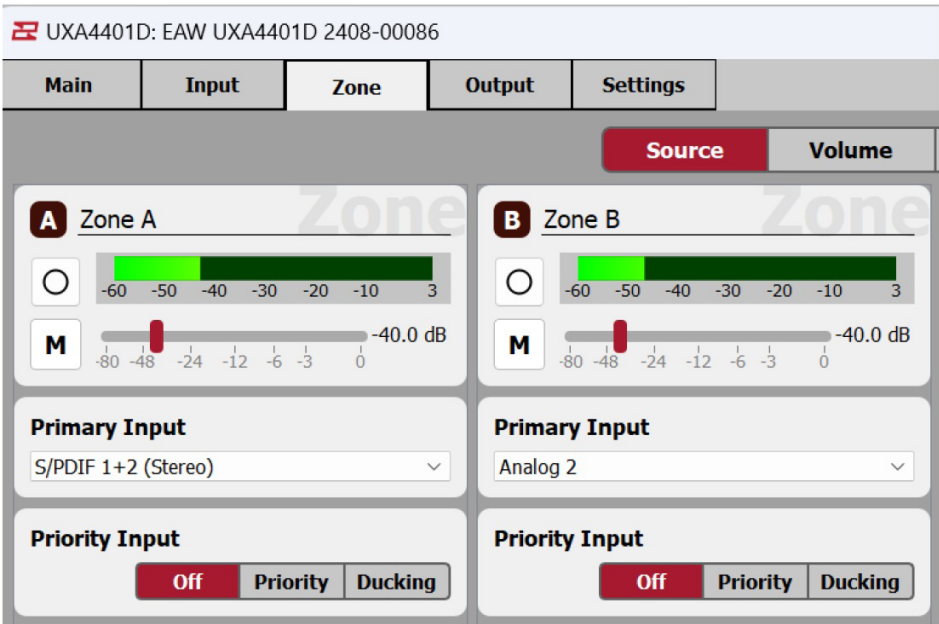 UXA4401D: EAW UXA4401D 2408-00086
Main Input Zone Output Settings
Source Volume
Zone
A Zone A
-60 -50 -40 -30 -20 -10 3
M -40.0 dB
-80 -48 -24 -12 -6 -3 0
Primary Input
S/PDIF 1+2 (Stereo)
Priority Input
Off Priority Ducking
Zone
B Zone B
-60 -50 -40 -30 -20 -10 3
M -40.0 dB
-80 -48 -24 -12 -6 -3 0
Primary Input
Analog 2
Priority Input
Off Priority Ducking